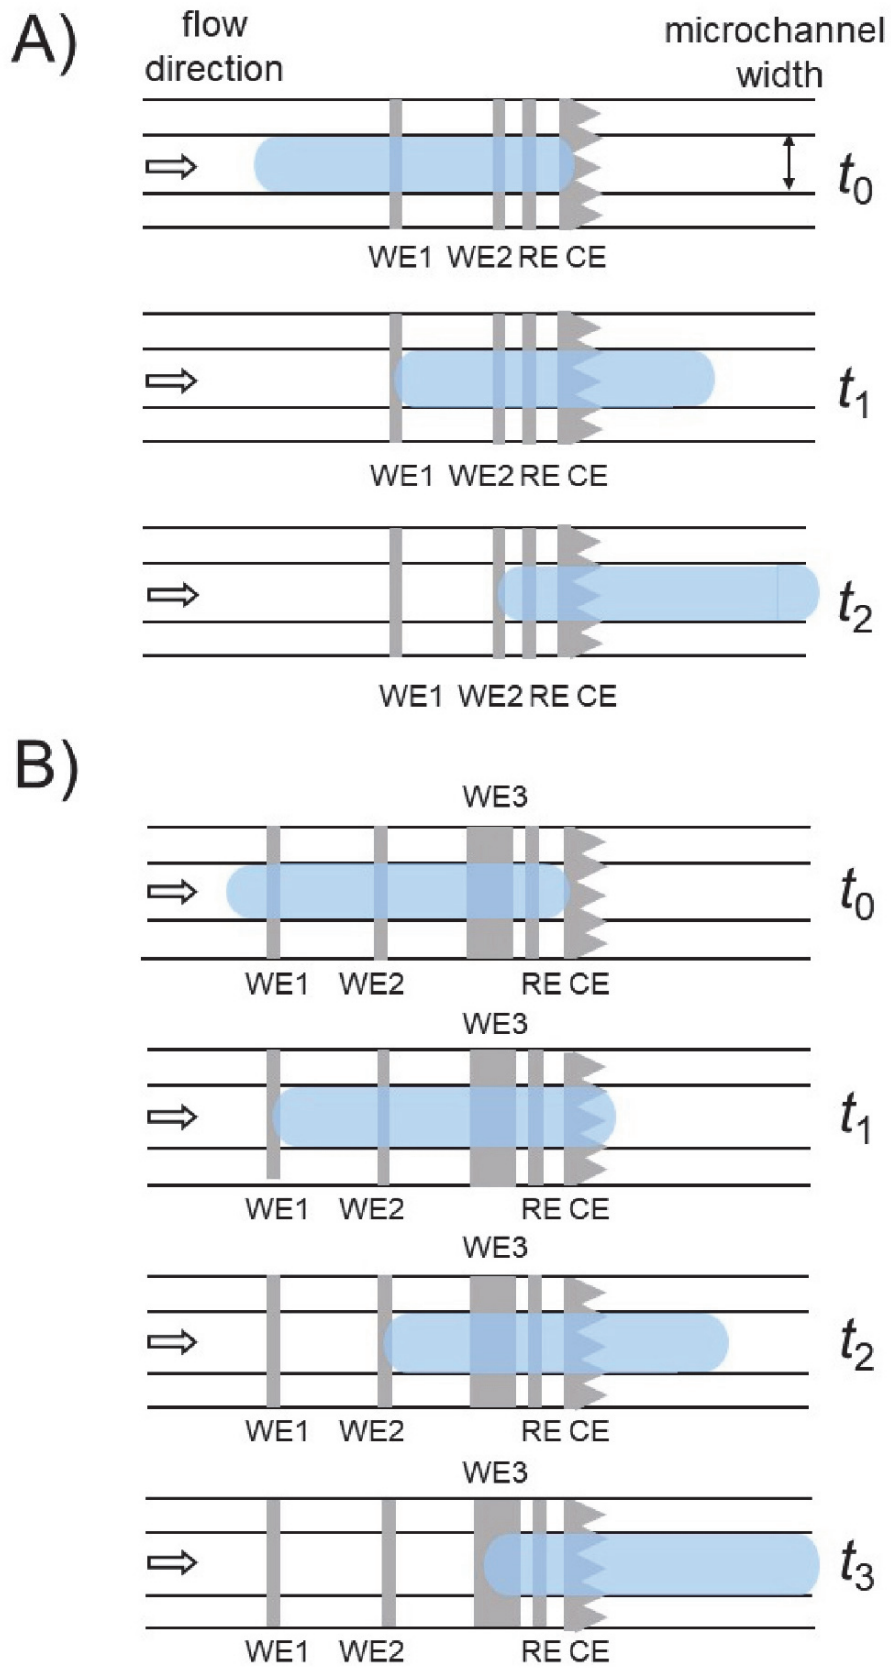 A)
flow
direction
microchannel
width
t0
WE1 WE2 RE CE
t1
WE1 WE2 RE CE
t2
WE1 WE2 RE CE
B)
WE3
t0
WE1 WE2 RE CE
WE3
t1
WE1 WE2 RE CE
WE3
t2
WE1 WE2 RE CE
WE3
t3
WE1 WE2 RE CE